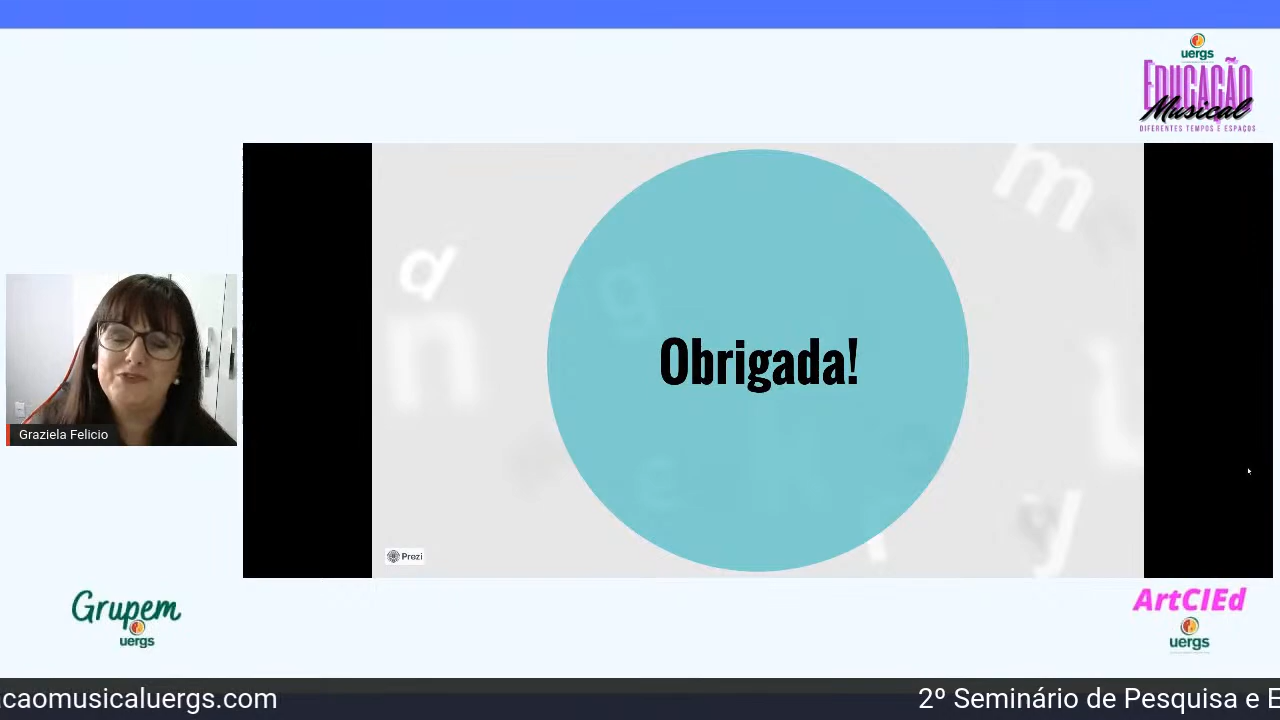 uergs
EDUCAÇÃO
Musical
DIFERENTES TEMPOS E ESPAÇOS
Obrigada!
Graziela Felicio
Prezi
Grupem
uergs
ArtCIEd
uergs
acaomusicaluergs.com
2º Seminário de Pesquisa e E